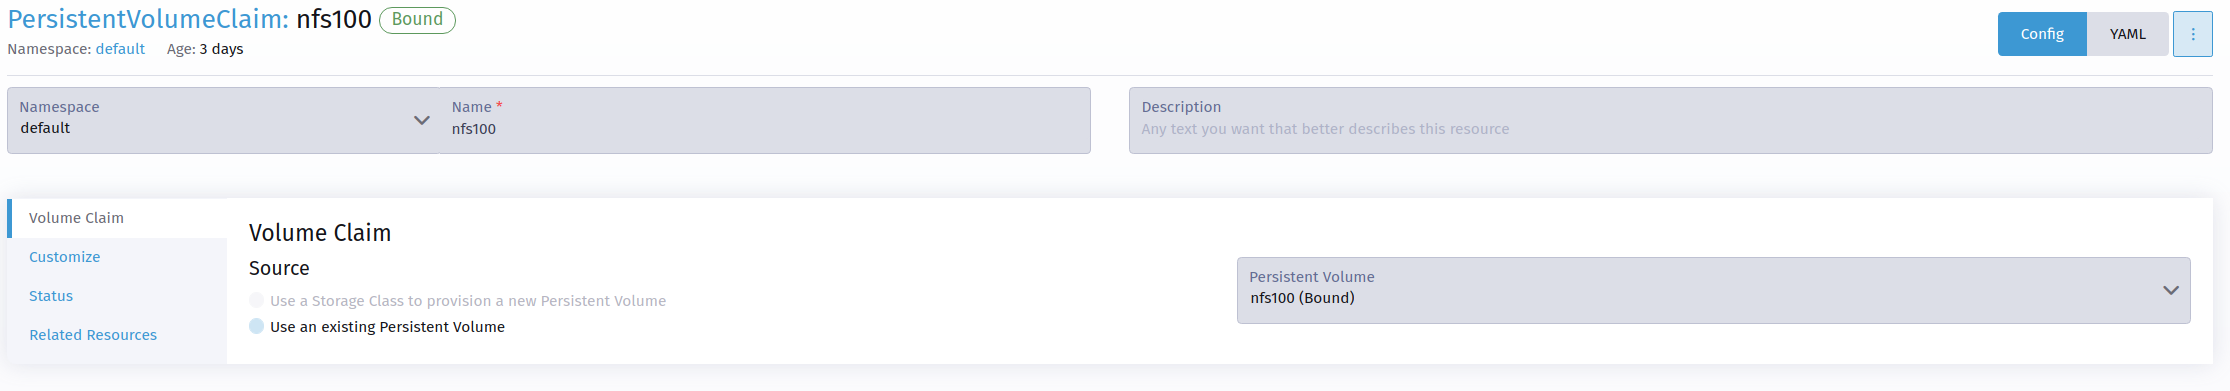 PersistentVolumeClaim: nfs100 Bound
Namespace: default Age: 3 days
Config YAML
Namespace
default
Name *
nfs100
Description
Any text you want that better describes this resource
Volume Claim
Customize
Status
Related Resources
Volume Claim
Source
Use a Storage Class to provision a new Persistent Volume
Use an existing Persistent Volume
Persistent Volume
nfs100 (Bound)